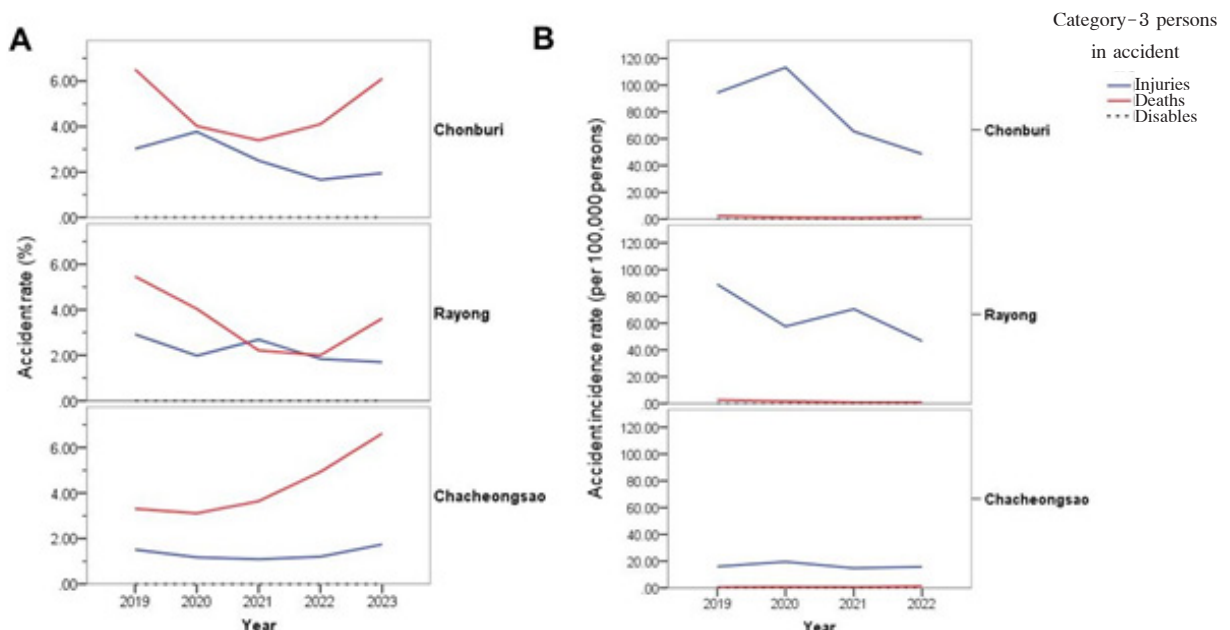 A
Accident rate (%)
6.00
4.00
2.00
.00
Chonburi
6.00
4.00
2.00
.00
Rayong
6.00
4.00
2.00
.00
Chacheongsao
2019 2020 2021 2022 2023
Year
B
Accident incidence rate (per 100,000 persons)
120.00
100.00
80.00
60.00
40.00
20.00
.00
Chonburi
120.00
100.00
80.00
60.00
40.00
20.00
.00
Rayong
120.00
100.00
80.00
60.00
40.00
20.00
.00
Chacheongsao
2019 2020 2021 2022
Year
Category-3 persons
in accident
Injuries
Deaths
Disables